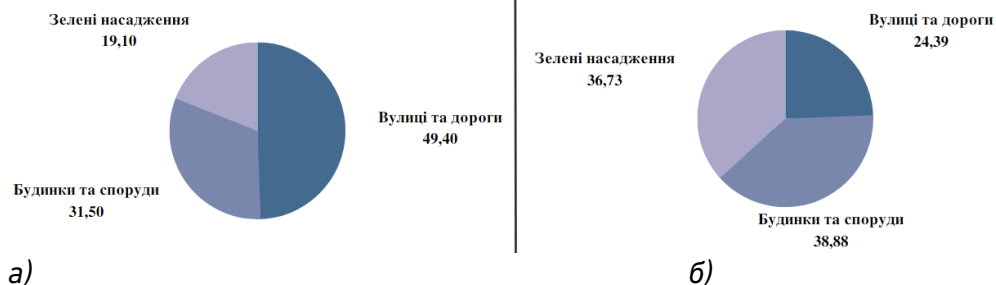 Зелені насадження
19,10
Вулиці та дороги
49,40
Будинки та споруди
31,50
а)
Вулиці та дороги
24,39
Зелені насадження
36,73
Будинки та споруди
38,88
б)